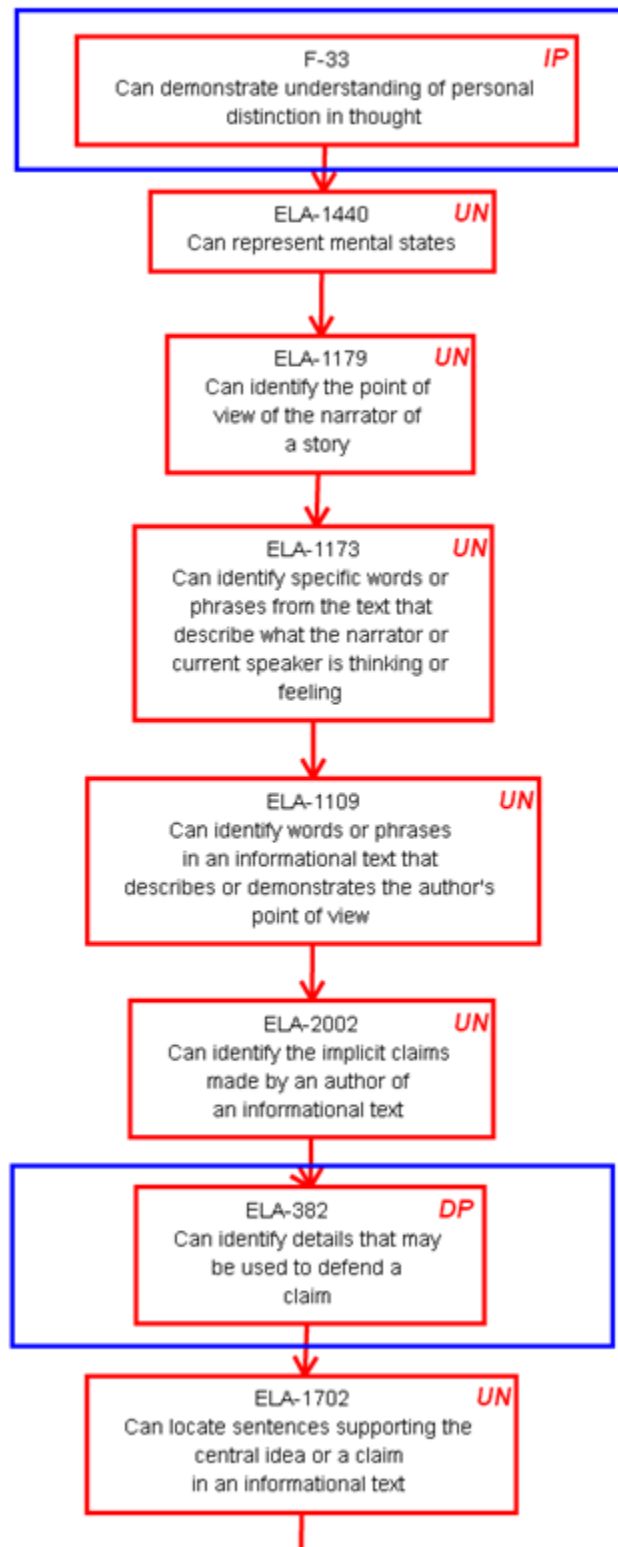 F-33 IP
Can demonstrate understanding of personal
distinction in thought
ELA-1440 UN
Can represent mental states
ELA-1179 UN
Can identify the point of
view of the narrator of
a story
ELA-1173 UN
Can identify specific words or
phrases from the text that
describe what the narrator or
current speaker is thinking or
feeling
ELA-1109 UN
Can identify words or phrases
in an informational text that
describes or demonstrates the author's
point of view
ELA-2002 UN
Can identify the implicit claims
made by an author of
an informational text
ELA-382 DP
Can identify details that may
be used to defend a
claim
ELA-1702 UN
Can locate sentences supporting the
central idea or a claim
in an informational text